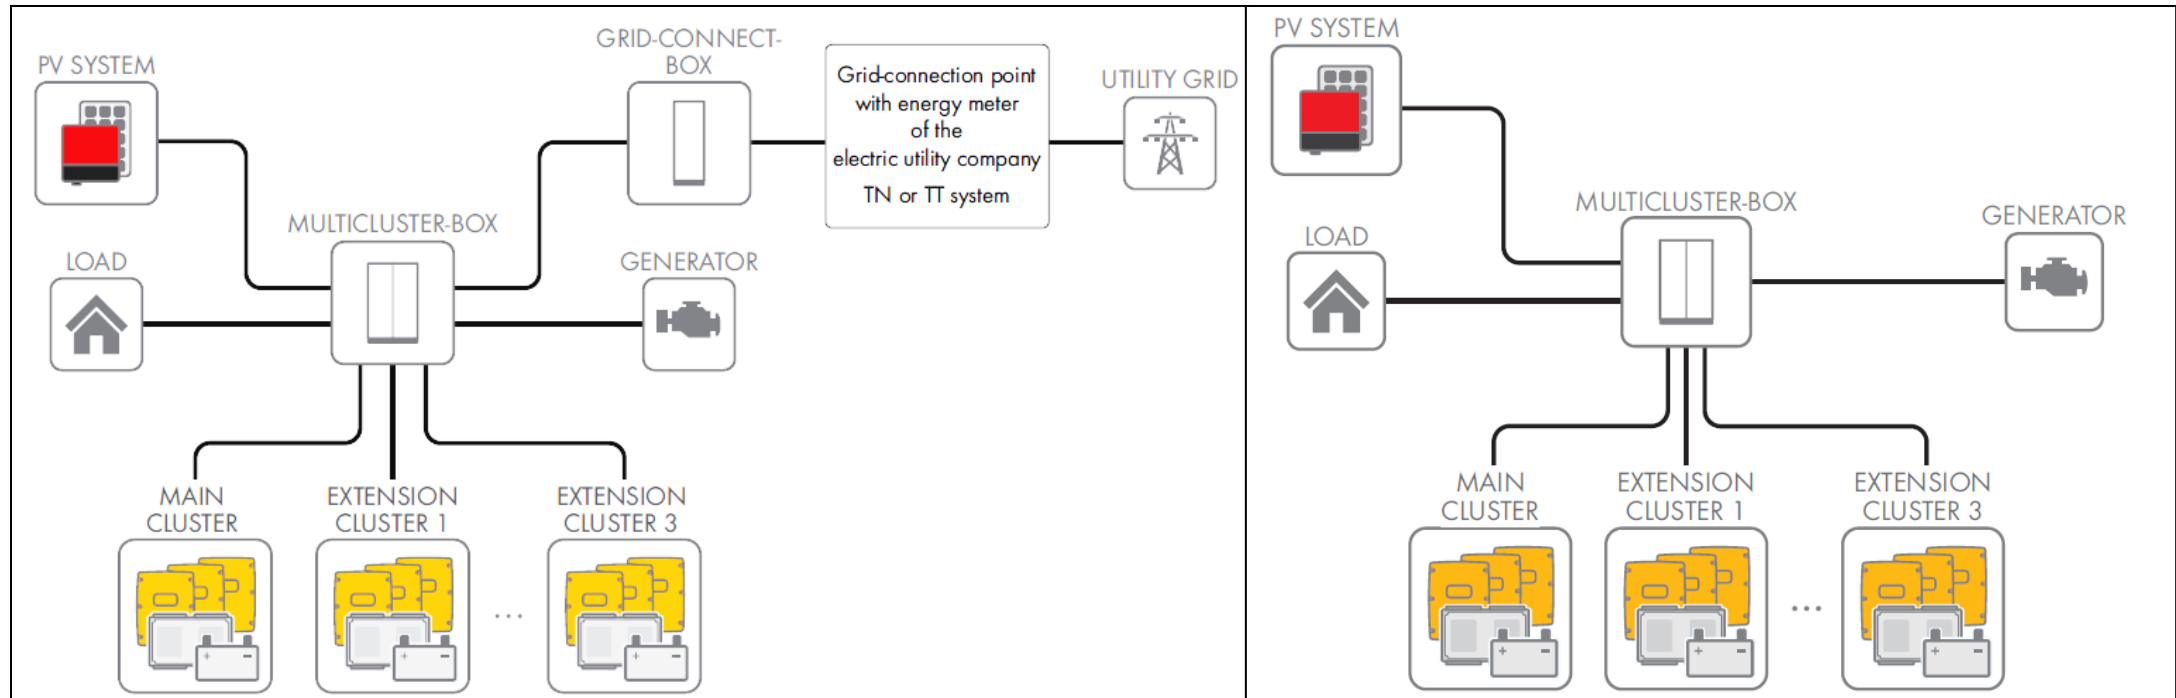 PV SYSTEM
GRID-CONNECT-
BOX
Grid-connection point
with energy meter
of the
electric utility company
TN or TT system
UTILITY GRID
MULTICLUSTER-BOX
LOAD
GENERATOR
MAIN
CLUSTER
EXTENSION
CLUSTER 1
...
EXTENSION
CLUSTER 3
PV SYSTEM
MULTICLUSTER-BOX
LOAD
GENERATOR
MAIN
CLUSTER
EXTENSION
CLUSTER 1
...
EXTENSION
CLUSTER 3